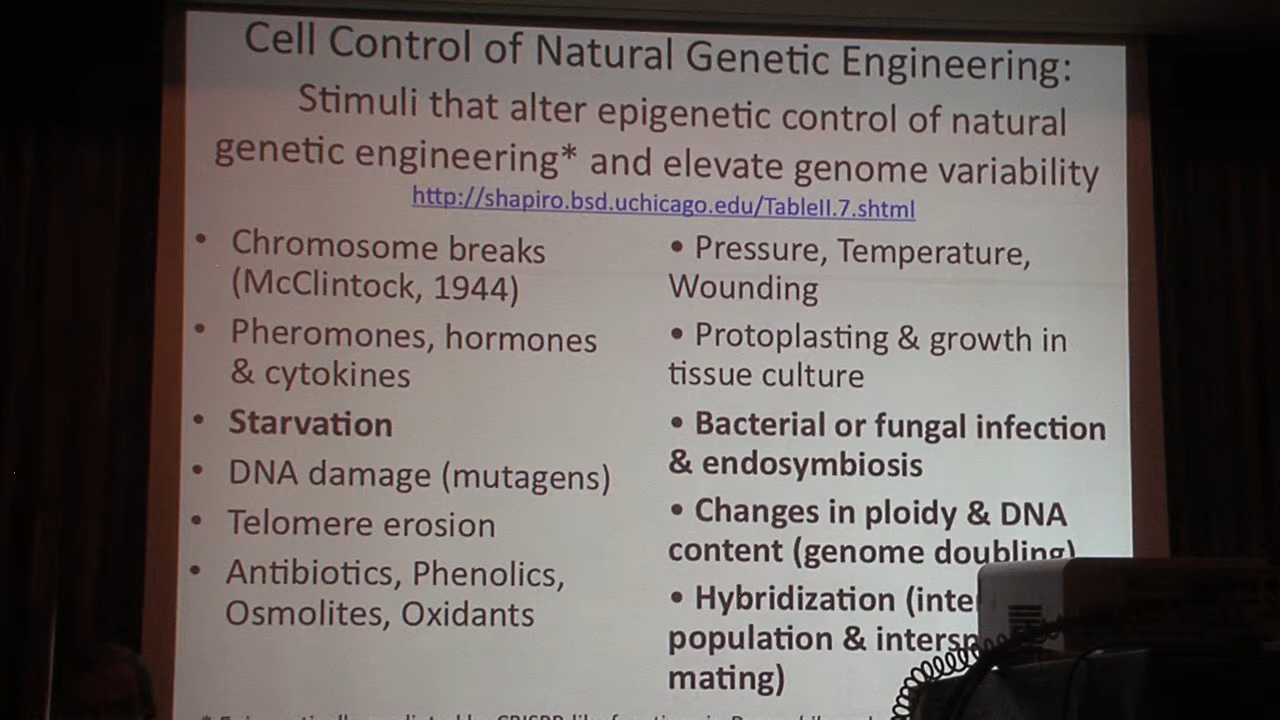 Cell Control of Natural Genetic Engineering:
Stimuli that alter epigenetic control of natural
genetic engineering* and elevate genome variability
http://shapiro.bsd.uchicago.edu/TableII.7.shtml
• Chromosome breaks
(McClintock, 1944)
• Pheromones, hormones
& cytokines
• Starvation
• DNA damage (mutagens)
• Telomere erosion
• Antibiotics, Phenolics,
Osmolites, Oxidants
• Pressure, Temperature,
Wounding
• Protoplasting & growth in
tissue culture
• Bacterial or fungal infection
& endosymbiosis
• Changes in ploidy & DNA
content (genome doubling)
• Hybridization
population &
mating)